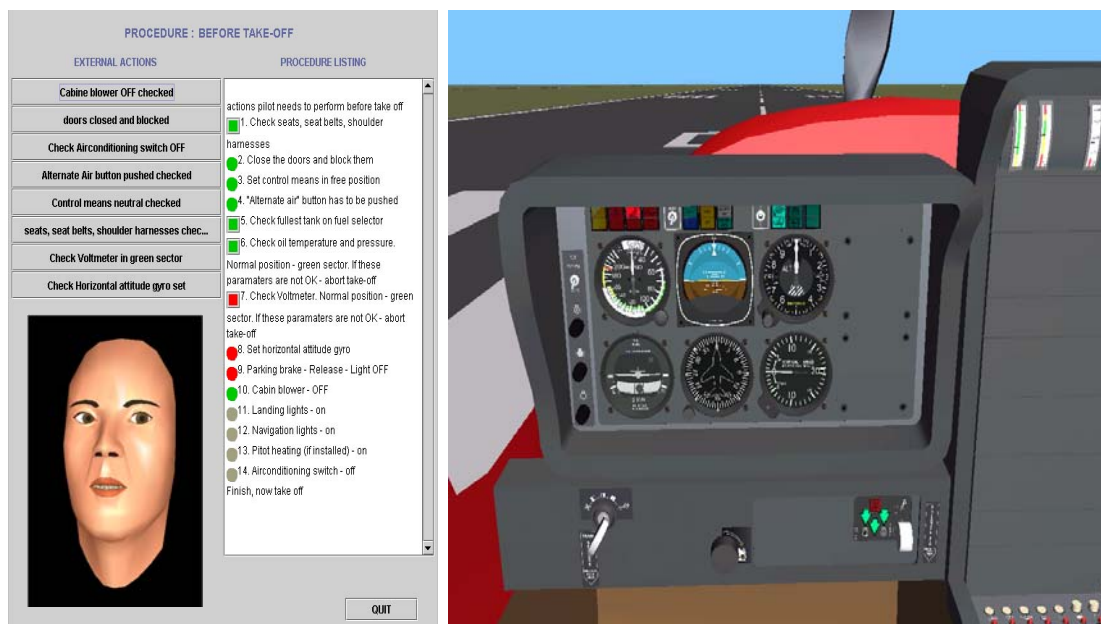 PROCEDURE : BEFORE TAKE-OFF
EXTERNAL ACTIONS
Cabine blower OFF checked
doors closed and blocked
Check Airconditioning switch OFF
Alternate Air button pushed checked
Control means neutral checked
seats, seat belts, shoulder harnesses chec...
Check Voltmeter in green sector
Check Horizontal attitude gyro set
PROCEDURE LISTING
actions pilot needs to perform before take off
1. Check seats, seat belts, shoulder
harnesses
2. Close the doors and block them
3. Set control means in free position
4. "Alternate air" button has to be pushed
5. Check fullest tank on fuel selector
6. Check oil temperature and pressure.
Normal position - green sector. If these
paramaters are not OK - abort take-off
7. Check Voltmeter. Normal position - green
sector. If these paramaters are not OK - abort
take-off
8. Set horizontal attitude gyro
9. Parking brake - Release - Light OFF
10. Cabin blower - OFF
11. Landing lights - on
12. Navigation lights - on
13. Pitot heating (if installed) - on
14. Airconditioning switch - off
Finish, now take off
QUIT